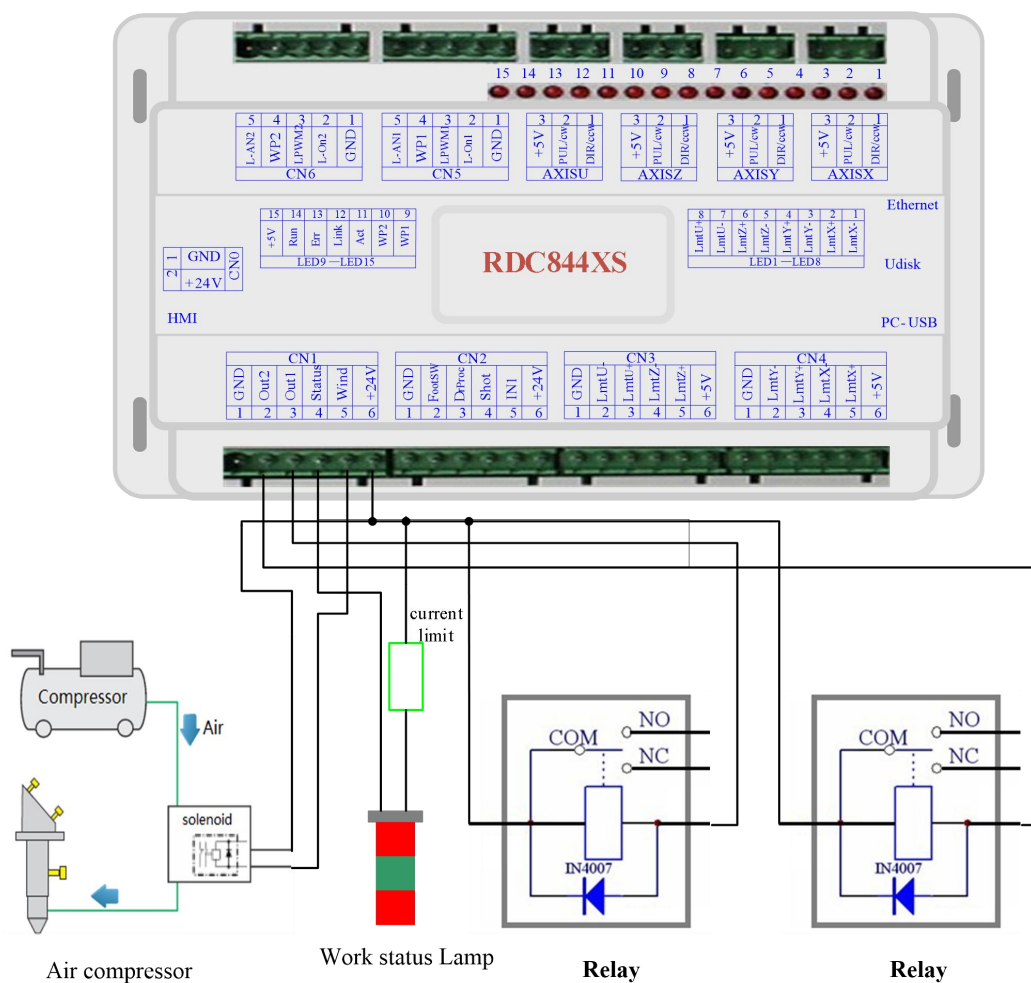 15 14 13 12 11 10 9 8 7 6 5 4 3 2 1
5 4 3 2 1
L-AN2 WP2 LPWM2 L-On2 GND
CN6
5 4 3 2 1
L-AN1 WP1 LPWM1 L-On1 GND
CN5
3 2 1
+5V PUL/cw DIR/ccw
AXISU
3 2 1
+5V PUL/cw DIR/ccw
AXISZ
3 2 1
+5V PUL/cw DIR/ccw
AXISY
3 2 1
+5V PUL/cw DIR/ccw
AXISX
Ethernet
15 14 13 12 11 10 9
+5V Run Err Link Act WP2 WP1
LED9—LED15
8 7 6 5 4 3 2 1
LmtU+ LmtU- LmtZ+ LmtZ- LmtY+ LmtY- LmtX+ LmtX-
LED1—LED8
1 GND
2 +24V
CN0
RDC844XS
Udisk
HMI
PC-USB
CN1
GND Out2 Out1 Status Wind +24V
1 2 3 4 5 6
CN2
GND FootSW DrProc Shot IN1 +24V
1 2 3 4 5 6
CN3
GND LmtU- LmtU+ LmtZ- LmtZ+ +5V
1 2 3 4 5 6
CN4
GND LmtY- LmtY+ LmtX- LmtX+ +5V
1 2 3 4 5 6
current
limit
Compressor
Air
solenoid
COM
NO
NC
IN4007
COM
NO
NC
IN4007
Air compressor
Work status Lamp
Relay
Relay